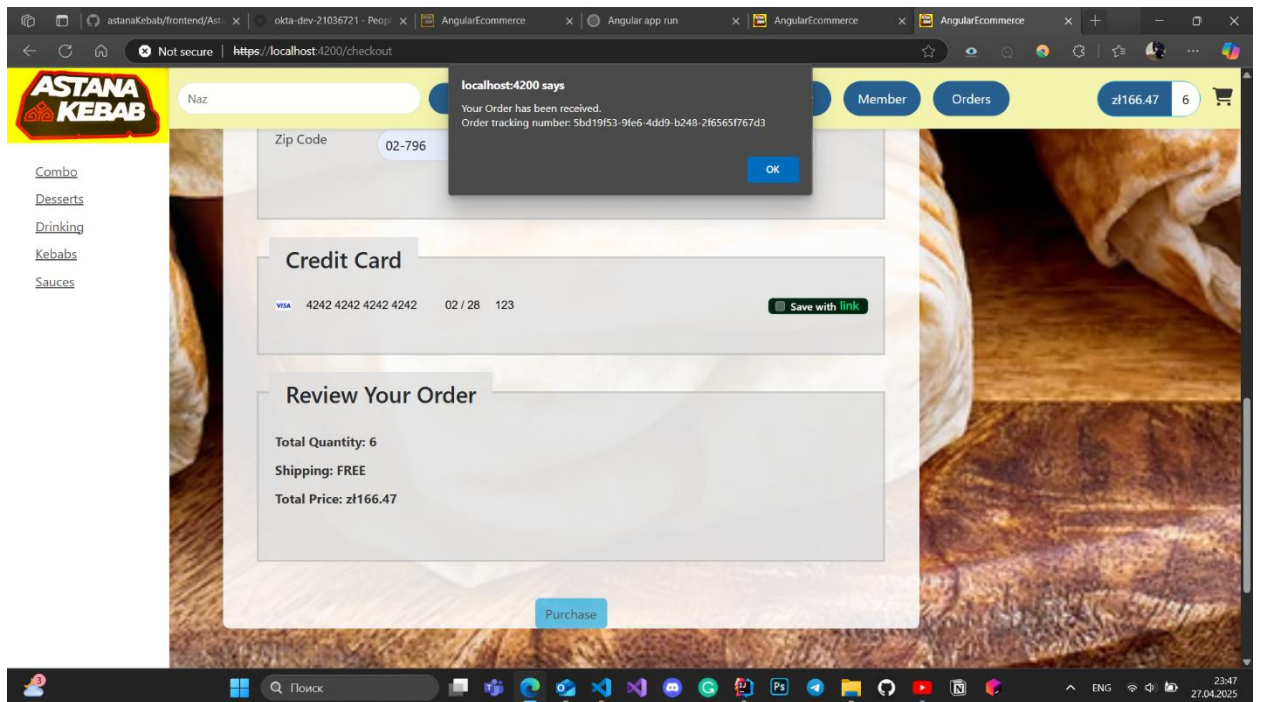 astanaKebab/frontend/Asta
okta-dev-21036721 - Peopl
AngularEcommerce
Angular app run
AngularEcommerce
AngularEcommerce
Not secure
https://localhost:4200/checkout
ASTANA
KEBAB
Naz
Member
Orders
zł166.47
6
localhost:4200 says
Your Order has been received.
Order tracking number: 5bd19f53-9fe6-4dd9-b248-2f6565f767d3
OK
Combo
Desserts
Drinking
Kebabs
Sauces
Zip Code
02-796
Credit Card
VISA 4242 4242 4242 4242 02 / 28 123
Save with link
Review Your Order
Total Quantity: 6
Shipping: FREE
Total Price: zł166.47
Purchase
3
Поиск
Ps
ENG
23:47
27.04.2025